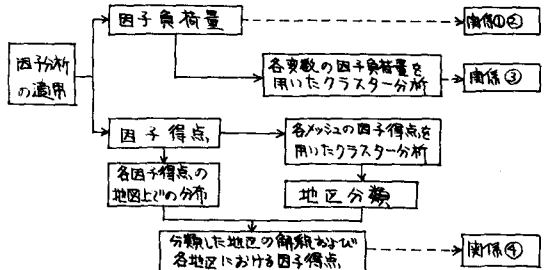 因子負荷量
関係①②
因子分析
の適用
各変数の因子負荷量を
用いたクラスター分析
関係③
因子得点
各メッシュの因子得点を
用いたクラスター分析
各因子得点の
地図上での分布
地区分類
分類した地区の解釈および
各地区における因子得点
関係④